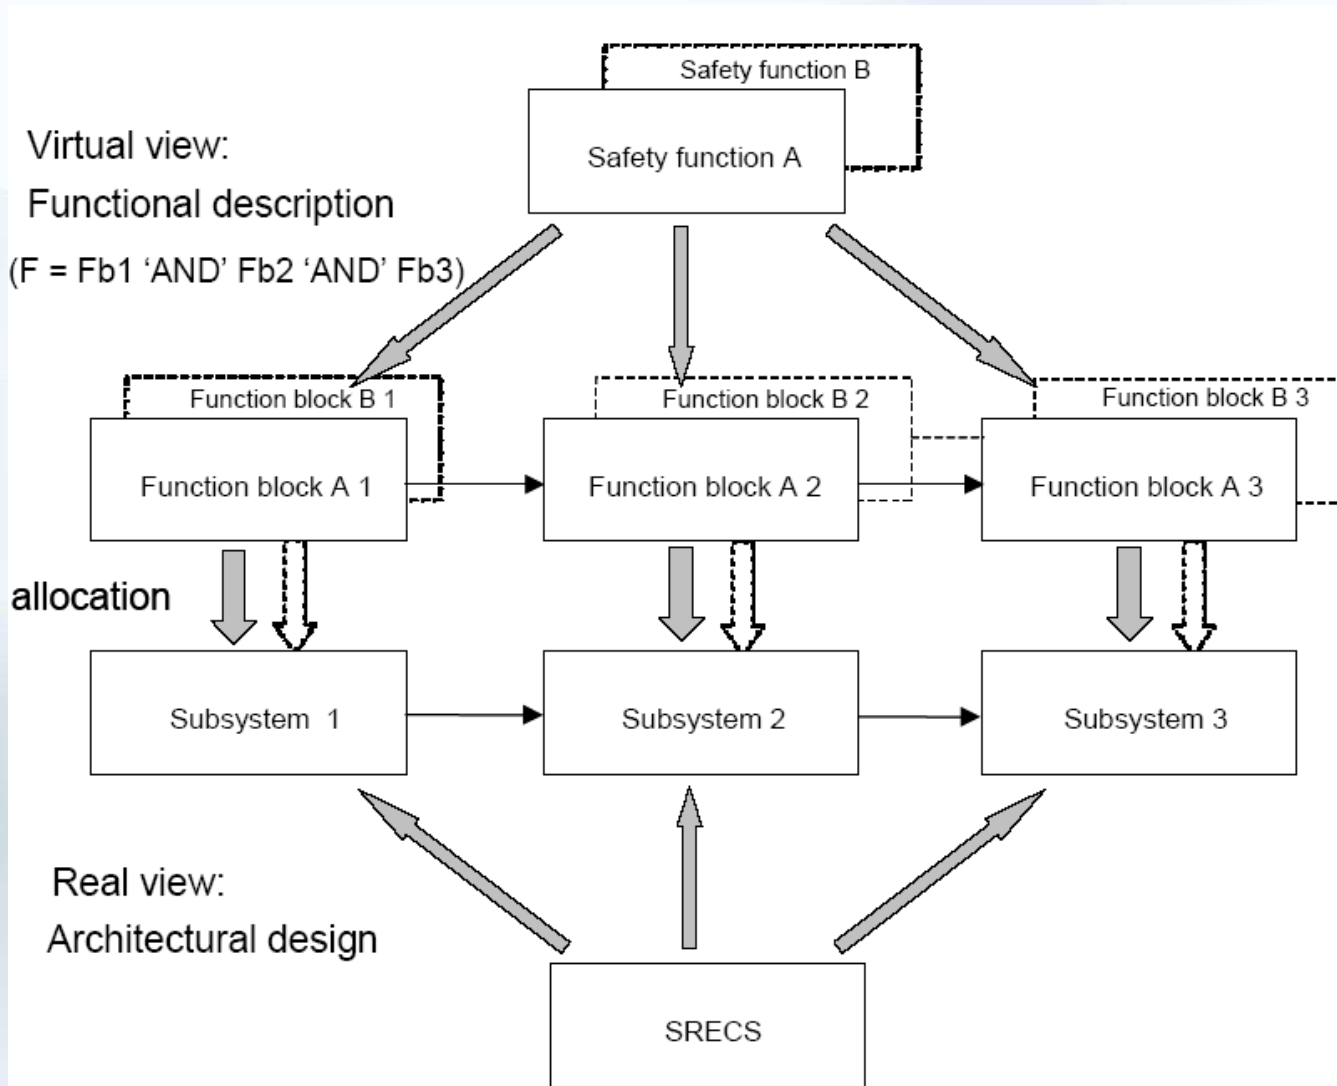 Safety function B
Safety function A
Virtual view:
Functional description
(F = Fb1 ‘AND’ Fb2 ‘AND’ Fb3)
Function block B 1
Function block B 2
Function block B 3
Function block A 1
Function block A 2
Function block A 3
allocation
Subsystem 1
Subsystem 2
Subsystem 3
Real view:
Architectural design
SRECS